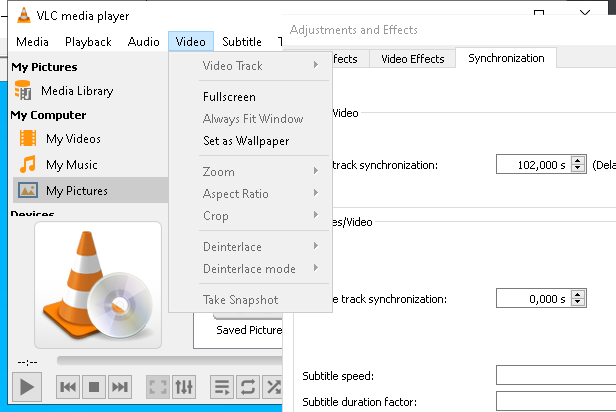 VLC media player
Media Playback Audio Video Subtitle T
My Pictures
Media Library
My Computer
My Videos
My Music
My Pictures
Devices
--:--
Video Track
Fullscreen
Always Fit Window
Set as Wallpaper
Zoom
Aspect Ratio
Crop
Deinterlace
Deinterlace mode
Take Snapshot
Saved Picture
Adjustments and Effects
ffects Video Effects Synchronization
/Video
track synchronization: 102,000 s (Dela
es/Video
e track synchronization: 0,000 s
Subtitle speed:
Subtitle duration factor: